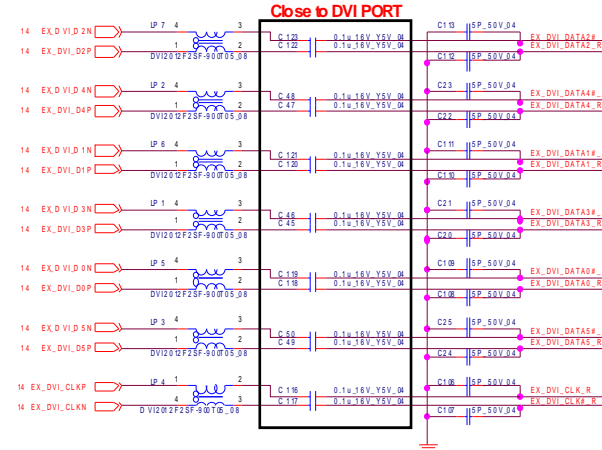 Close to DVI PORT
14 EX_DVI_D2N LP7 4 3 C123 0.1u_16V_Y5V_04 C113 5P_50V_04 EX_DVI_DATA2#_
14 EX_DVI_D2P 1 2 C122 0.1u_16V_Y5V_04 EX_DVI_DATA2_R
DVI2012F2SF-900T05_08 C112 5P_50V_04
14 EX_DVI_D4N LP2 4 3 C48 0.1u_16V_Y5V_04 C23 5P_50V_04 EX_DVI_DATA4#_
14 EX_DVI_D4P 1 2 C47 0.1u_16V_Y5V_04 EX_DVI_DATA4_R
DVI2012F2SF-900T05_08 C22 5P_50V_04
14 EX_DVI_D1N LP6 4 3 C121 0.1u_16V_Y5V_04 C111 5P_50V_04 EX_DVI_DATA1#_
14 EX_DVI_D1P 1 2 C120 0.1u_16V_Y5V_04 EX_DVI_DATA1_R
DVI2012F2SF-900T05_08 C110 5P_50V_04
14 EX_DVI_D3N LP1 4 3 C46 0.1u_16V_Y5V_04 C21 5P_50V_04 EX_DVI_DATA3#_
14 EX_DVI_D3P 1 2 C45 0.1u_16V_Y5V_04 EX_DVI_DATA3_R
DVI2012F2SF-900T05_08 C20 5P_50V_04
14 EX_DVI_D0N LP5 4 3 C119 0.1u_16V_Y5V_04 C109 5P_50V_04 EX_DVI_DATA0#_
14 EX_DVI_D0P 1 2 C118 0.1u_16V_Y5V_04 EX_DVI_DATA0_R
DVI2012F2SF-900T05_08 C108 5P_50V_04
14 EX_DVI_D5N LP3 4 3 C50 0.1u_16V_Y5V_04 C25 5P_50V_04 EX_DVI_DATA5#_
14 EX_DVI_D5P 1 2 C49 0.1u_16V_Y5V_04 EX_DVI_DATA5_R
DVI2012F2SF-900T05_08 C24 5P_50V_04
14 EX_DVI_CLKP LP4 1 2 C116 0.1u_16V_Y5V_04 C106 5P_50V_04 EX_DVI_CLK_R
14 EX_DVI_CLKN 4 3 C117 0.1u_16V_Y5V_04 EX_DVI_CLK#_R
DVI2012F2SF-900T05_08 C107 5P_50V_04